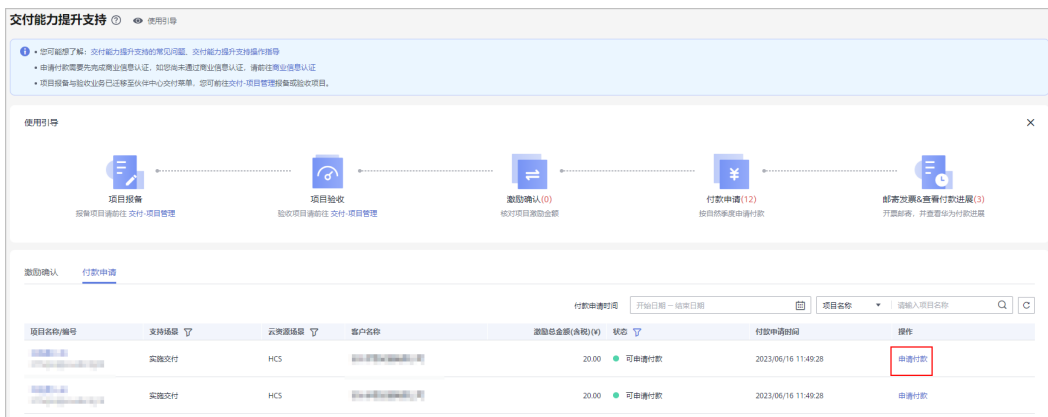 交付能力提升支持 使用引导
• 您可能想了解：交付能力提升支持的常见问题、交付能力提升支持操作指导
• 申请付款需要先完成商业信息认证，如您尚未通过商业信息认证，请前往商业信息认证
• 项目报备与验收业务已迁移至伙伴中心交付菜单，您可前往交付-项目管理报备或验收项目。
使用引导
项目报备 项目验收 激励确认(0) 付款申请(12) 邮寄发票&查看付款进展(3)
报备项目请前往 交付-项目管理 验收项目请前往 交付-项目管理 核对项目激励金额 按自然季度申请付款 开票邮寄，并查看华为付款进展
激励确认 付款申请
付款申请时间 开始日期 – 结束日期 项目名称 请输入项目名称
项目名称/编号 支持场景 云资源场景 客户名称 激励总金额(含税)(¥) 状态 付款申请时间 操作
实施交付 HCS 20.00 可申请付款 2023/06/16 11:49:28 申请付款
实施交付 HCS 20.00 可申请付款 2023/06/16 11:49:28 申请付款